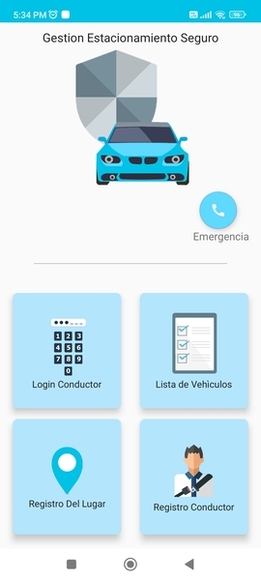 5:34 PM
Gestion Estacionamiento Seguro
Emergencia
1 2 3
4 5 6
7 8 9
0
Login Conductor
Lista de Vehìculos
Registro Del Lugar
Registro Conductor